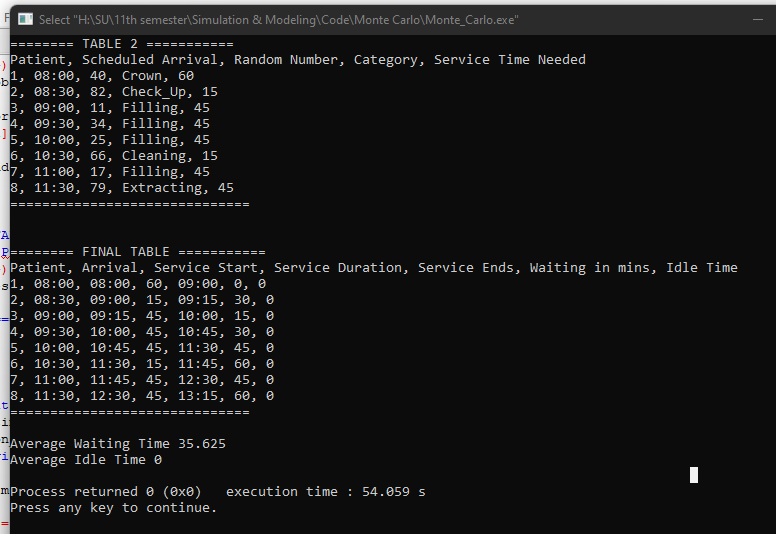 Select "H:\SU\11th semester\Simulation & Modeling\Code\Monte Carlo\Monte_Carlo.exe"
======== TABLE 2 ===========
Patient, Scheduled Arrival, Random Number, Category, Service Time Needed
1, 08:00, 40, Crown, 60
2, 08:30, 82, Check_Up, 15
3, 09:00, 11, Filling, 45
4, 09:30, 34, Filling, 45
5, 10:00, 25, Filling, 45
6, 10:30, 66, Cleaning, 15
7, 11:00, 17, Filling, 45
8, 11:30, 79, Extracting, 45
==============================
======== FINAL TABLE ===========
Patient, Arrival, Service Start, Service Duration, Service Ends, Waiting in mins, Idle Time
1, 08:00, 08:00, 60, 09:00, 0, 0
2, 08:30, 09:00, 15, 09:15, 30, 0
3, 09:00, 09:15, 45, 10:00, 15, 0
4, 09:30, 10:00, 45, 10:45, 30, 0
5, 10:00, 10:45, 45, 11:30, 45, 0
6, 10:30, 11:30, 15, 11:45, 60, 0
7, 11:00, 11:45, 45, 12:30, 45, 0
8, 11:30, 12:30, 45, 13:15, 60, 0
==============================
Average Waiting Time 35.625
Average Idle Time 0
Process returned 0 (0x0)   execution time : 54.059 s
Press any key to continue.